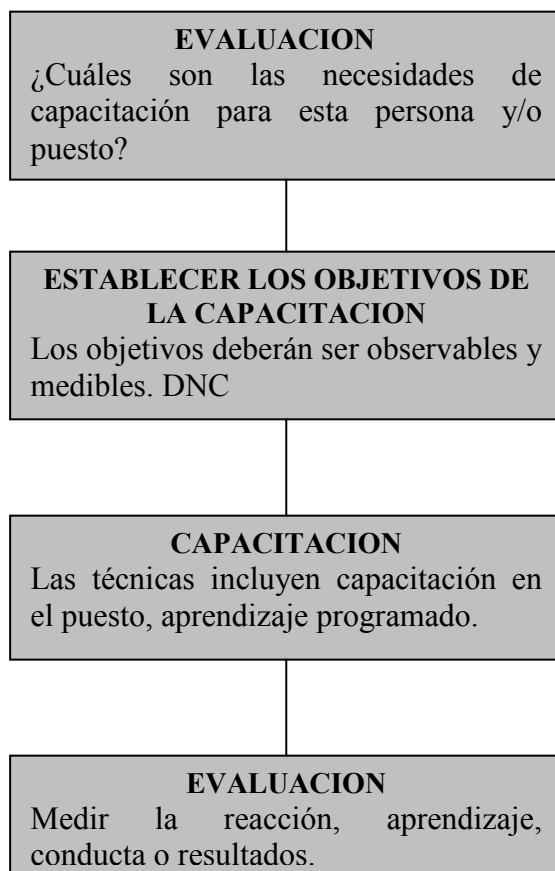 EVALUACION
¿Cuáles son las necesidades de
capacitación para esta persona y/o
puesto?
ESTABLECER LOS OBJETIVOS DE
LA CAPACITACION
Los objetivos deberán ser observables y
medibles. DNC
CAPACITACION
Las técnicas incluyen capacitación en
el puesto, aprendizaje programado.
EVALUACION
Medir la reacción, aprendizaje,
conducta o resultados.